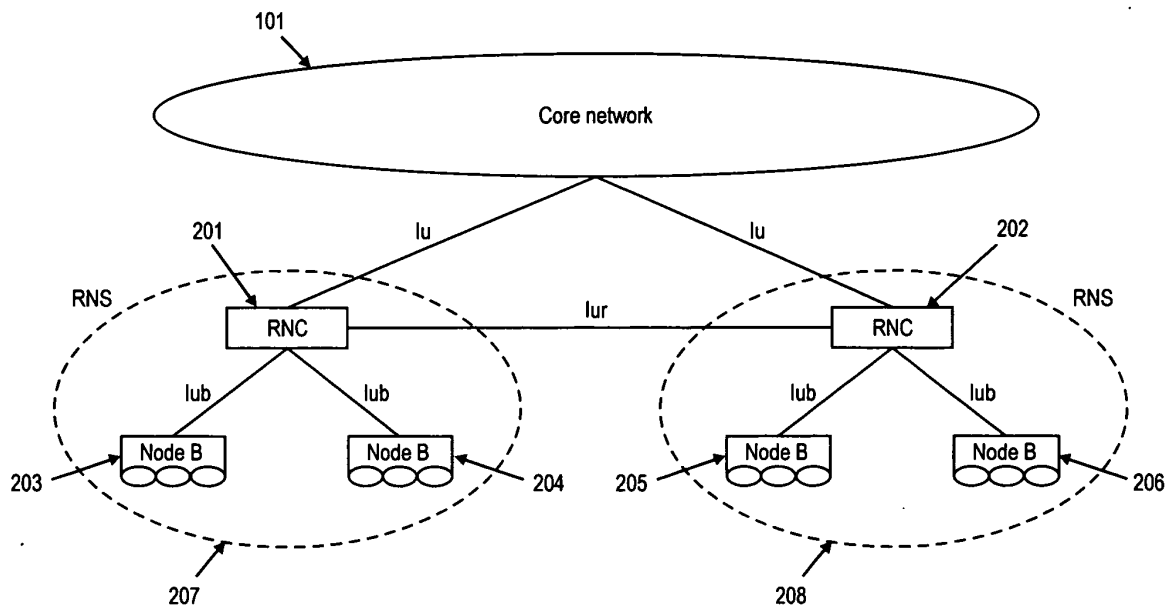 101
Core network
Iu
Iu
201
202
RNS
RNS
RNC
Iur
RNC
Iub
Iub
Iub
Iub
Node B
Node B
Node B
Node B
203
204
205
206
207
208